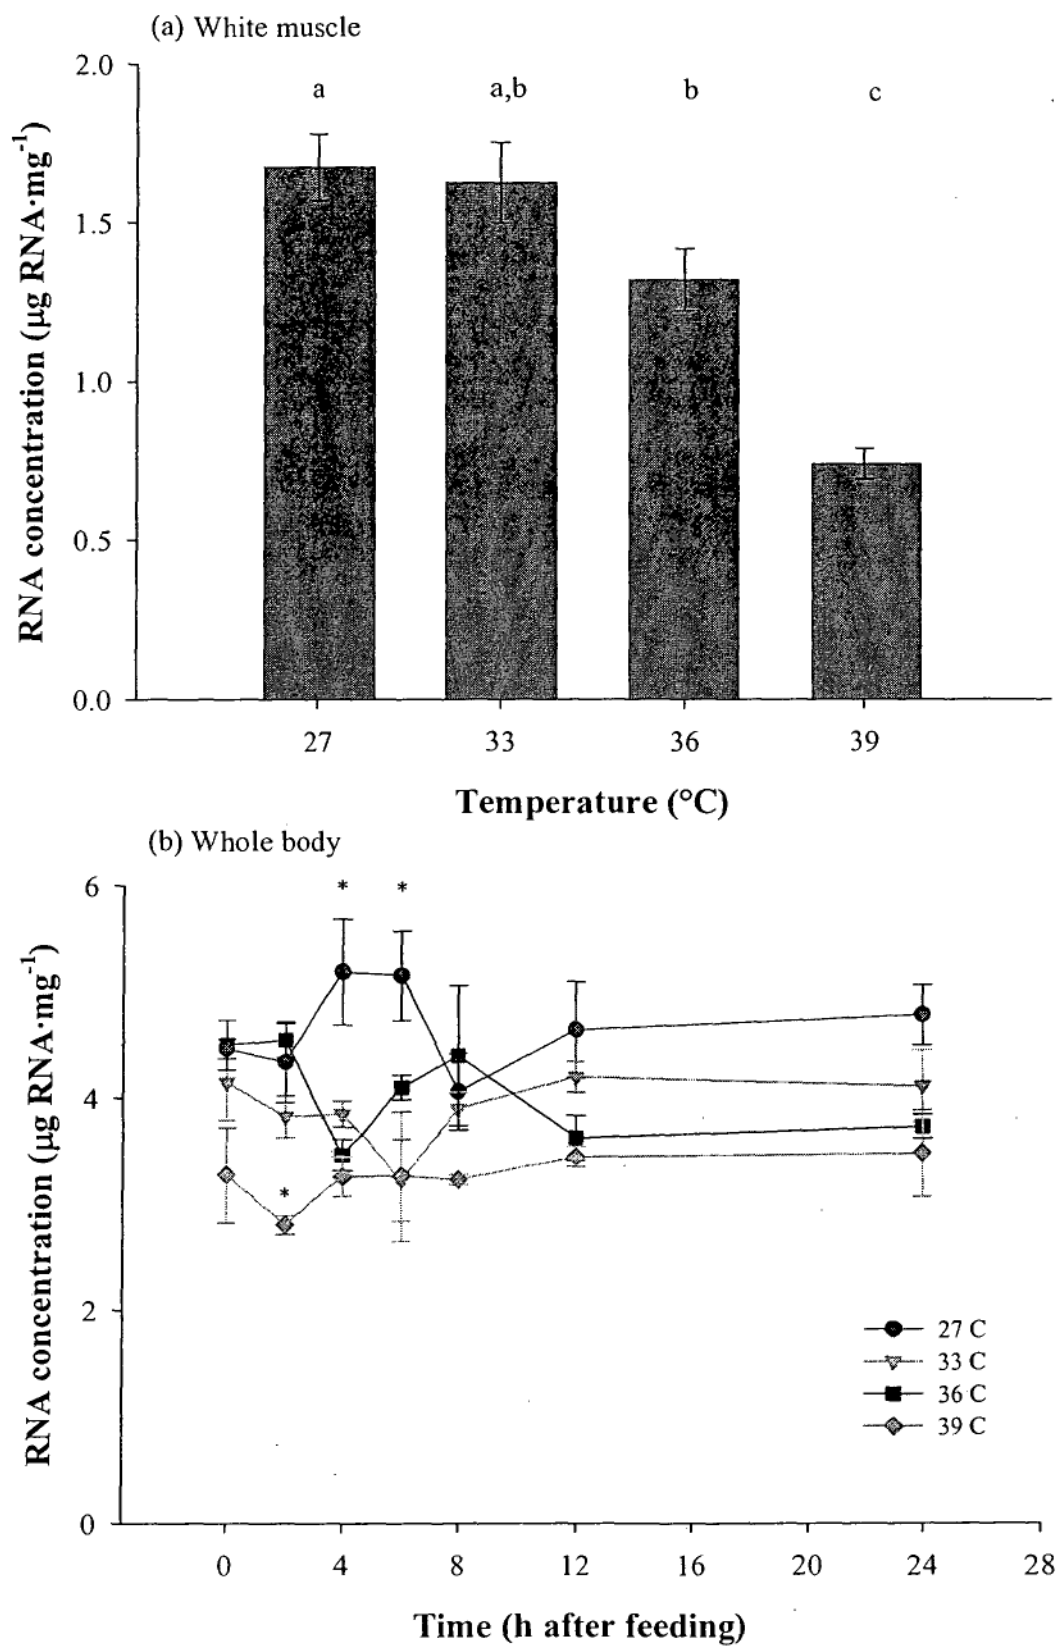 (a) White muscle
2.0
a
a,b
b
c
1.5
1.0
0.5
0.0
RNA concentration (µg RNA·mg⁻¹)
27
33
36
39
Temperature (°C)
(b) Whole body
6
*
*
4
*
2
0
RNA concentration (µg RNA·mg⁻¹)
27 C
33 C
36 C
39 C
0
4
8
12
16
20
24
28
Time (h after feeding)